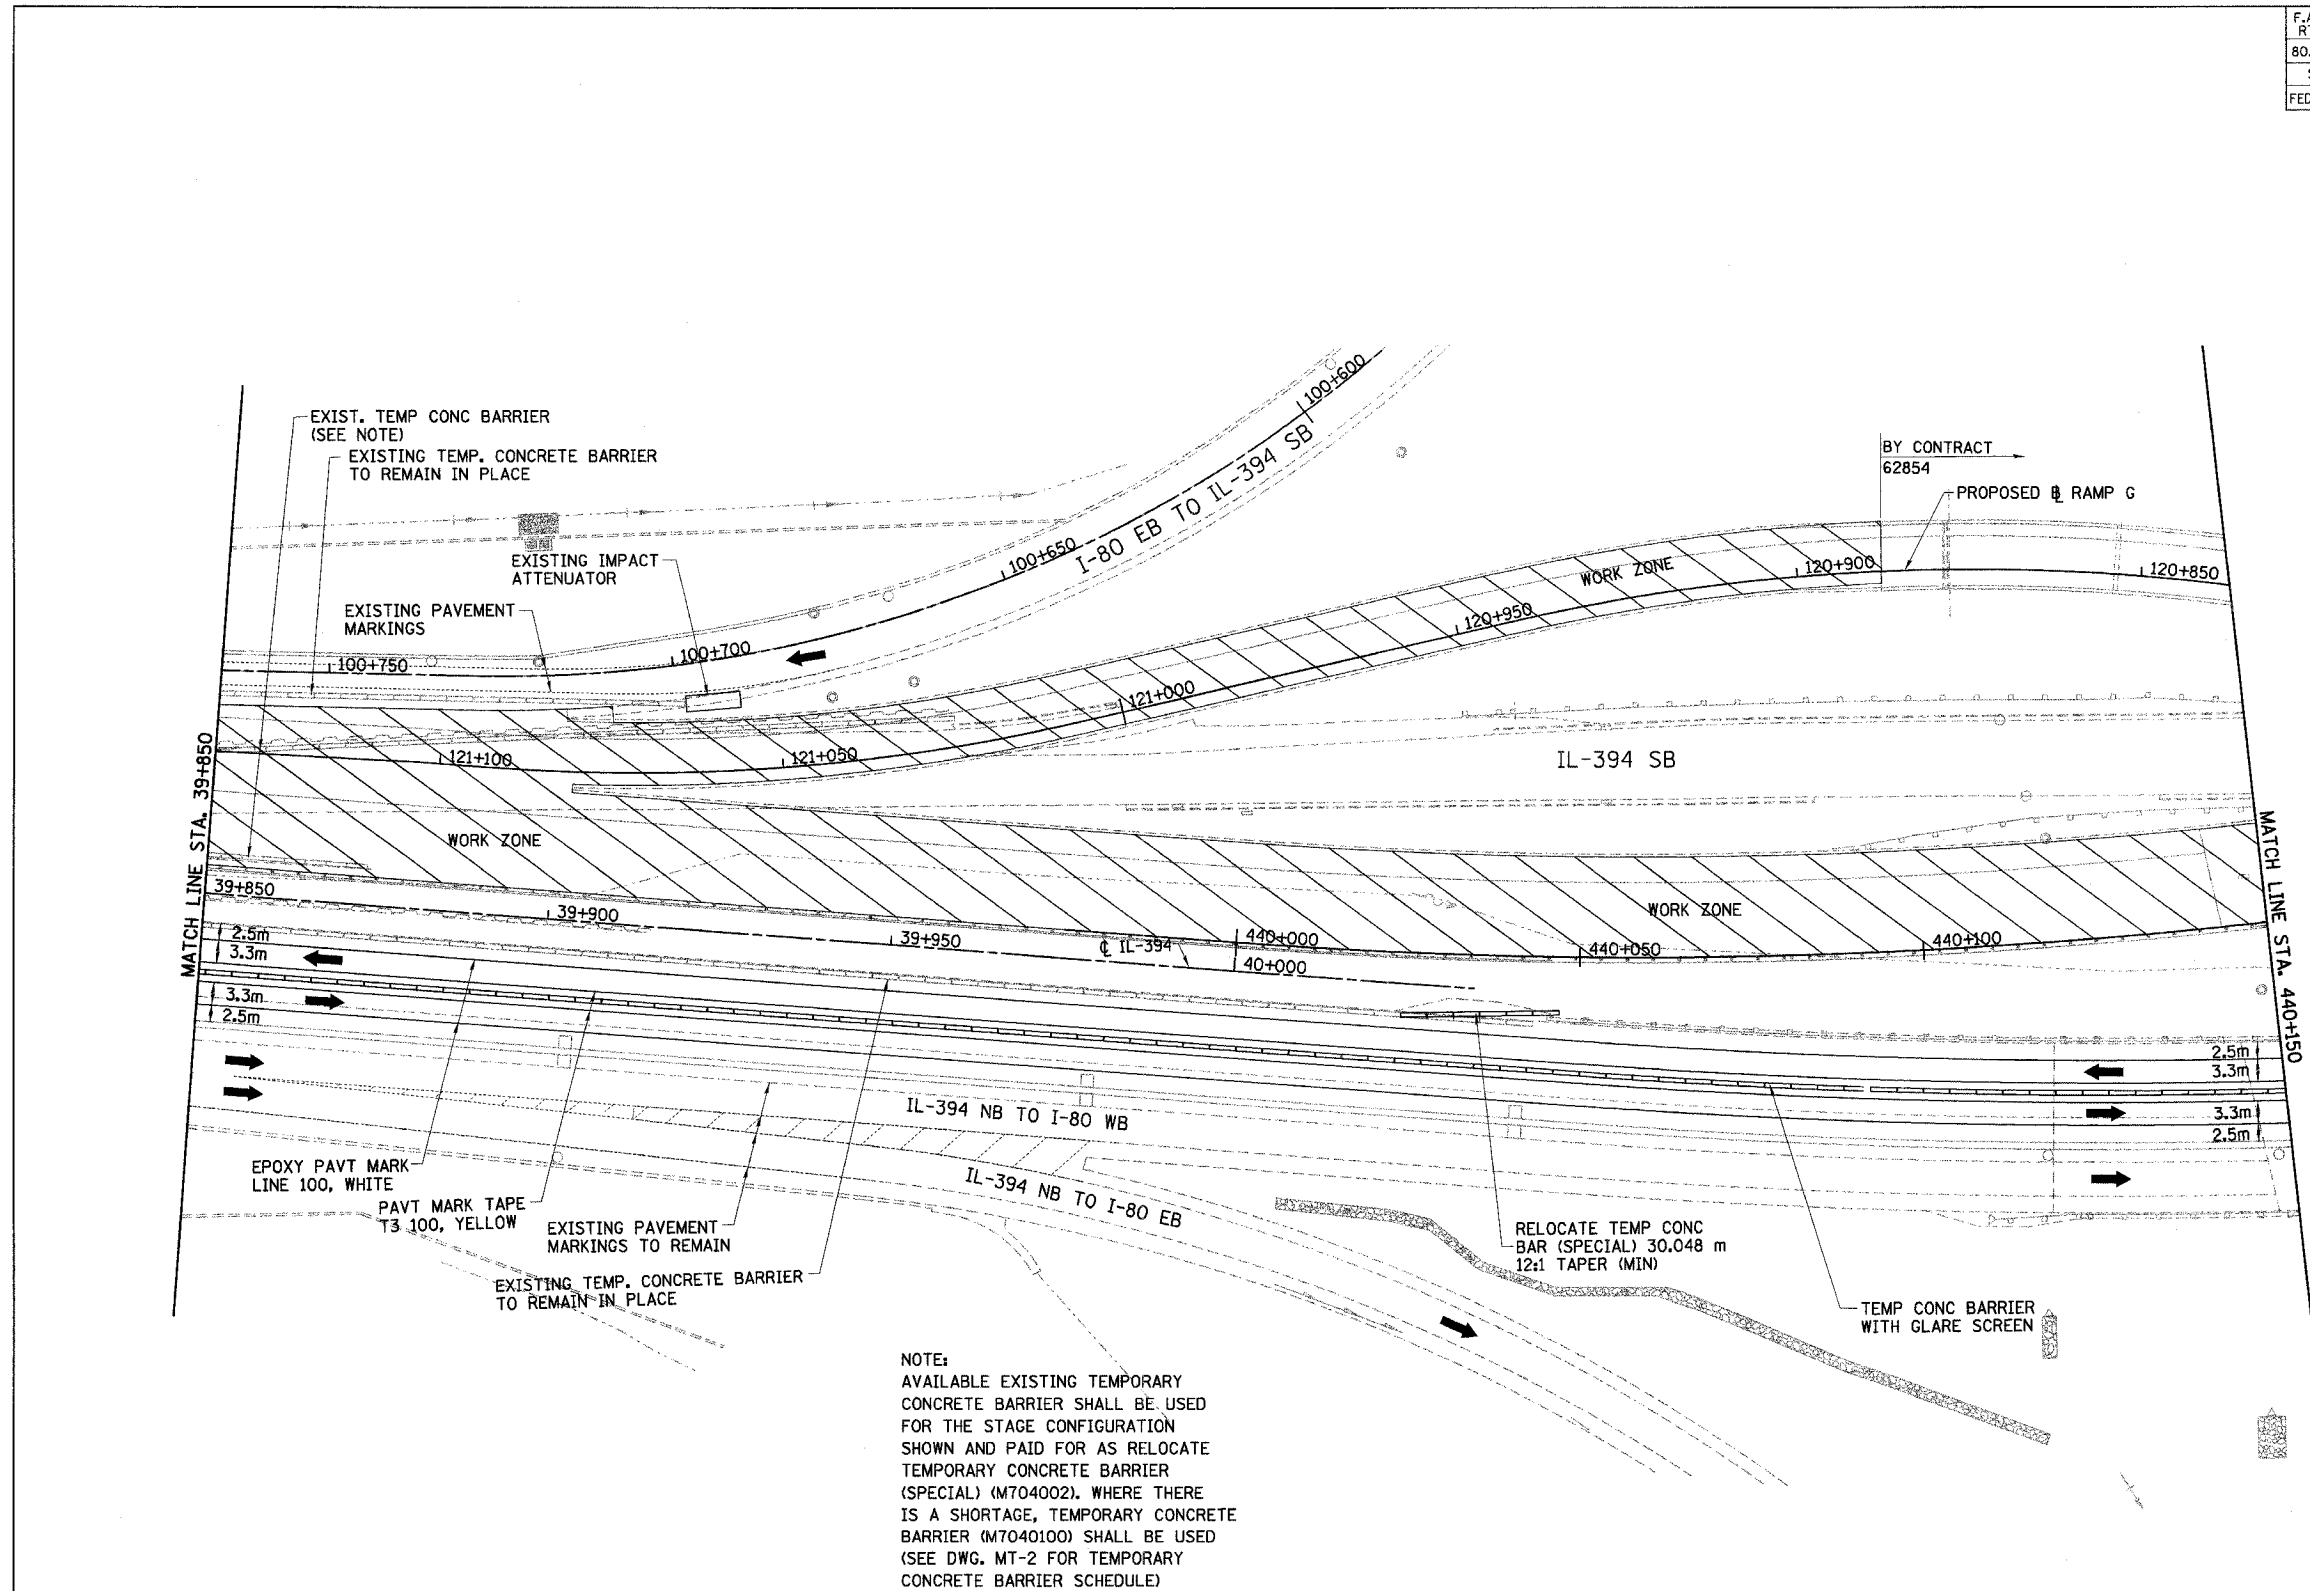 F.A
RT
80.
S
FED
EXIST. TEMP CONC BARRIER
(SEE NOTE)
EXISTING TEMP. CONCRETE BARRIER
TO REMAIN IN PLACE
EXISTING IMPACT
ATTENUATOR
EXISTING PAVEMENT
MARKINGS
100+600
I-80 EB TO IL-394 SB
100+650
100+700
100+750
BY CONTRACT
62854
PROPOSED ⅊ RAMP G
WORK ZONE
120+900
120+850
120+950
121+000
121+050
121+100
IL-394 SB
MATCH LINE STA. 39+850
WORK ZONE
WORK ZONE
MATCH LINE STA. 440+150
39+850
39+900
39+950
℄ IL-394
440+000
40+000
440+050
440+100
2.5m
3.3m
3.3m
2.5m
2.5m
3.3m
3.3m
2.5m
IL-394 NB TO I-80 WB
IL-394 NB TO I-80 EB
EPOXY PAVT MARK
LINE 100, WHITE
PAVT MARK TAPE
T3 100, YELLOW
EXISTING PAVEMENT
MARKINGS TO REMAIN
EXISTING TEMP. CONCRETE BARRIER
TO REMAIN IN PLACE
RELOCATE TEMP CONC
BAR (SPECIAL) 30.048 m
12:1 TAPER (MIN)
TEMP CONC BARRIER
WITH GLARE SCREEN
NOTE:
AVAILABLE EXISTING TEMPORARY
CONCRETE BARRIER SHALL BE USED
FOR THE STAGE CONFIGURATION
SHOWN AND PAID FOR AS RELOCATE
TEMPORARY CONCRETE BARRIER
(SPECIAL) (M704002). WHERE THERE
IS A SHORTAGE, TEMPORARY CONCRETE
BARRIER (M7040100) SHALL BE USED
(SEE DWG. MT-2 FOR TEMPORARY
CONCRETE BARRIER SCHEDULE)